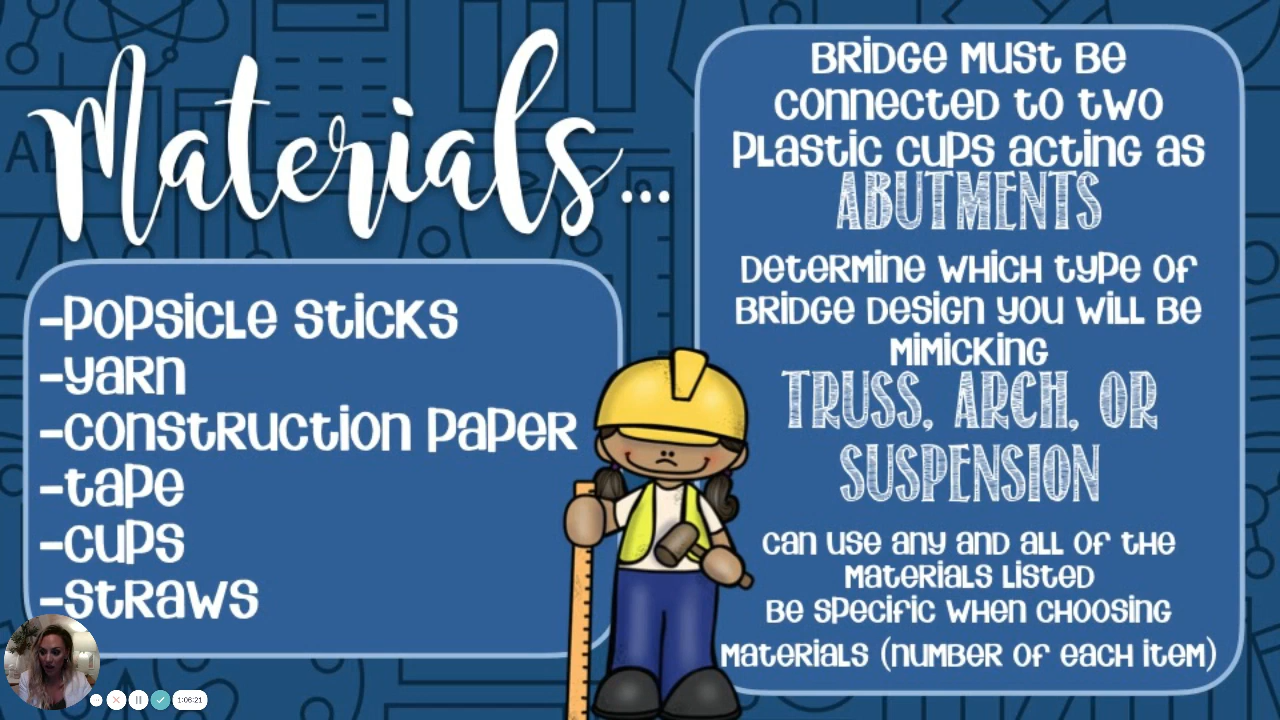 Materials...
-Popsicle sticks
-yarn
-construction paper
-tape
-cups
-straws
Bridge must be
connected to two
plastic cups acting as
ABUTMENTS
Determine which type of
bridge design you will be
mimicking
TRUSS, ARCH, OR
SUSPENSION
can use any and all of the
materials listed
Be specific when choosing
materials (number of each item)
1:06:21